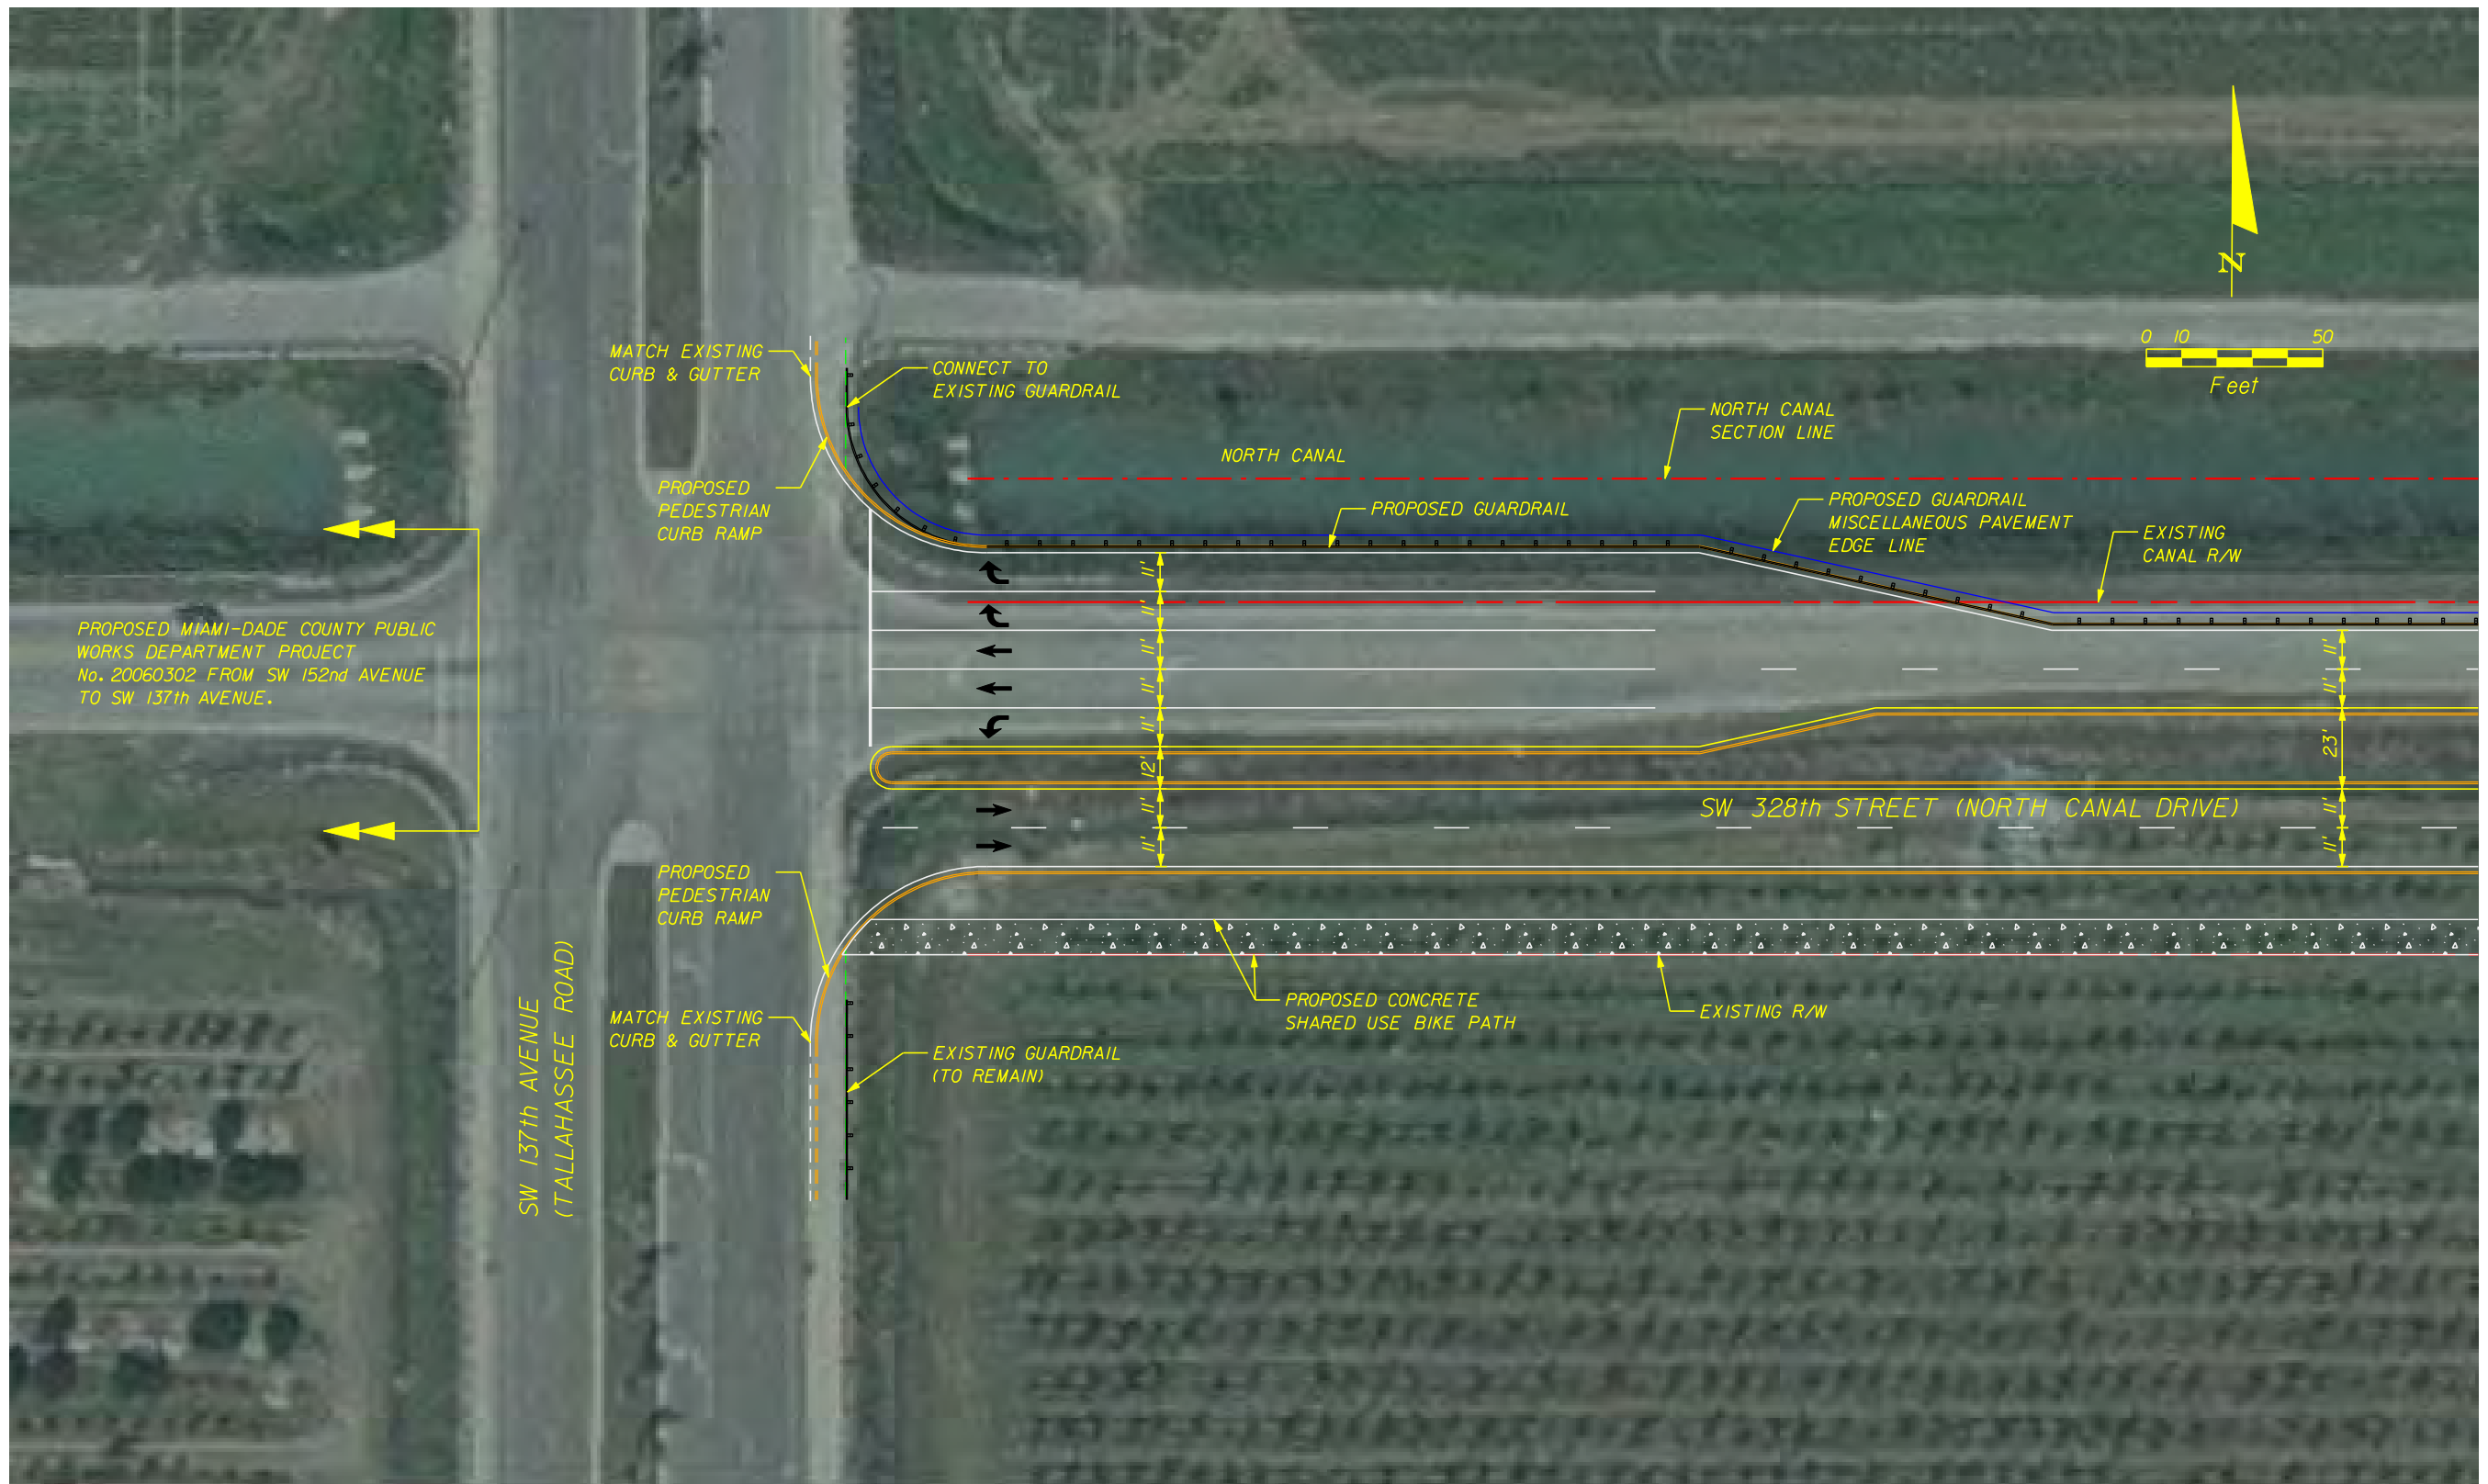 N
0 10 50
Feet
MATCH EXISTING
CURB & GUTTER
CONNECT TO
EXISTING GUARDRAIL
NORTH CANAL
SECTION LINE
NORTH CANAL
PROPOSED
PEDESTRIAN
CURB RAMP
PROPOSED GUARDRAIL
PROPOSED GUARDRAIL
MISCELLANEOUS PAVEMENT
EDGE LINE
EXISTING
CANAL R/W
PROPOSED MIAMI-DADE COUNTY PUBLIC
WORKS DEPARTMENT PROJECT
No. 20060302 FROM SW 152nd AVENUE
TO SW 137th AVENUE.
11'
11'
11'
11'
11'
12'
11'
11'
11'
11'
23'
11'
11'
SW 328th STREET (NORTH CANAL DRIVE)
PROPOSED
PEDESTRIAN
CURB RAMP
SW 137th AVENUE
(TALLAHASSEE ROAD)
MATCH EXISTING
CURB & GUTTER
PROPOSED CONCRETE
SHARED USE BIKE PATH
EXISTING R/W
EXISTING GUARDRAIL
(TO REMAIN)